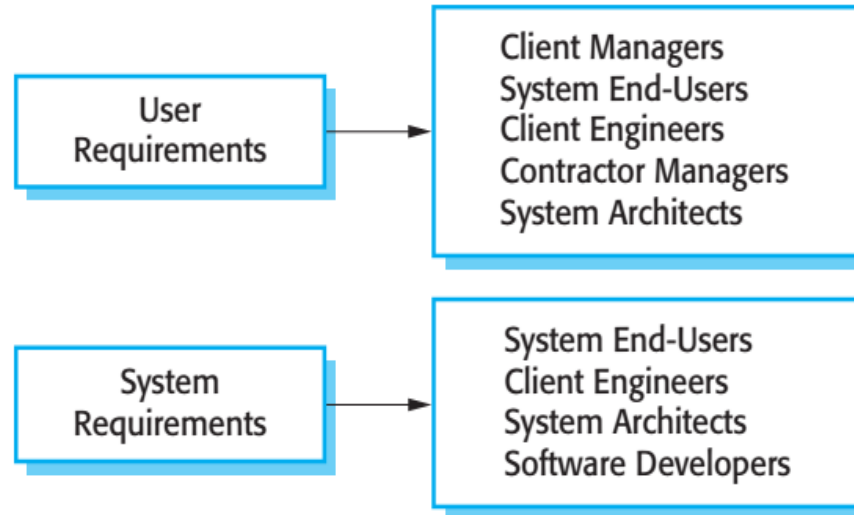 User
Requirements
Client Managers
System End-Users
Client Engineers
Contractor Managers
System Architects
System
Requirements
System End-Users
Client Engineers
System Architects
Software Developers